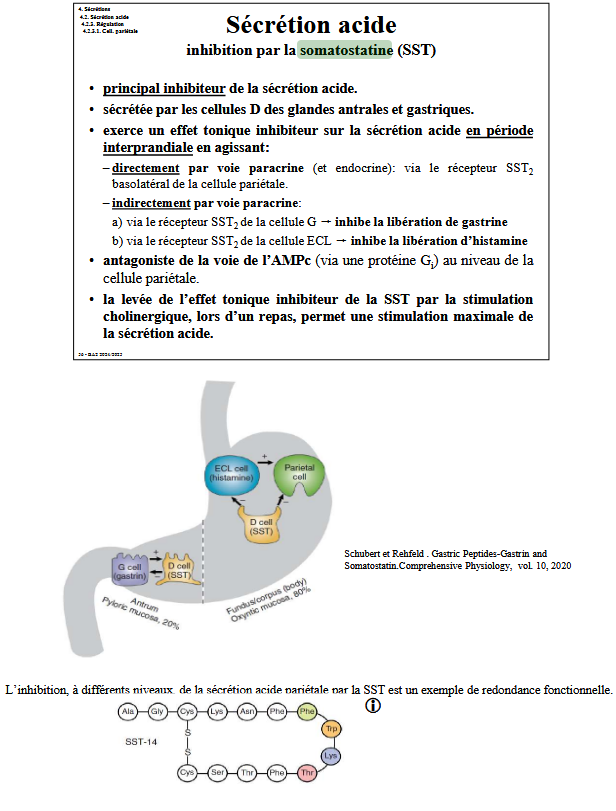 4. Sécrétions
4.2. Sécrétion acide
4.2.3. Régulation
4.2.3.1. Cell. pariétale
Sécrétion acide
inhibition par la somatostatine (SST)
• principal inhibiteur de la sécrétion acide.
• sécrétée par les cellules D des glandes antrales et gastriques.
• exerce un effet tonique inhibiteur sur la sécrétion acide en période
interprandiale en agissant:
– directement par voie paracrine (et endocrine): via le récepteur SST2
basolatéral de la cellule pariétale.
– indirectement par voie paracrine:
a) via le récepteur SST2 de la cellule G → inhibe la libération de gastrine
b) via le récepteur SST2 de la cellule ECL → inhibe la libération d'histamine
• antagoniste de la voie de l'AMPc (via une protéine Gi) au niveau de la
cellule pariétale.
• la levée de l'effet tonique inhibiteur de la SST par la stimulation
cholinergique, lors d'un repas, permet une stimulation maximale de
la sécrétion acide.
ECL cell
(histamine)
+
Parietal
cell
– –
D cell
(SST)
G cell
(gastrin)
+
–
D cell
(SST)
Antrum
Pyloric mucosa, 20%
Fundus/corpus (body)
Oxyntic mucosa, 80%
Schubert et Rehfeld . Gastric Peptides-Gastrin and
Somatostatin.Comprehensive Physiology, vol. 10, 2020
L'inhibition, à différents niveaux, de la sécrétion acide pariétale par la SST est un exemple de redondance fonctionnelle.
Ala Gly Cys Lys Asn Phe Phe
Trp
S
SST-14
S
Lys
Cys Ser Thr Phe Thr